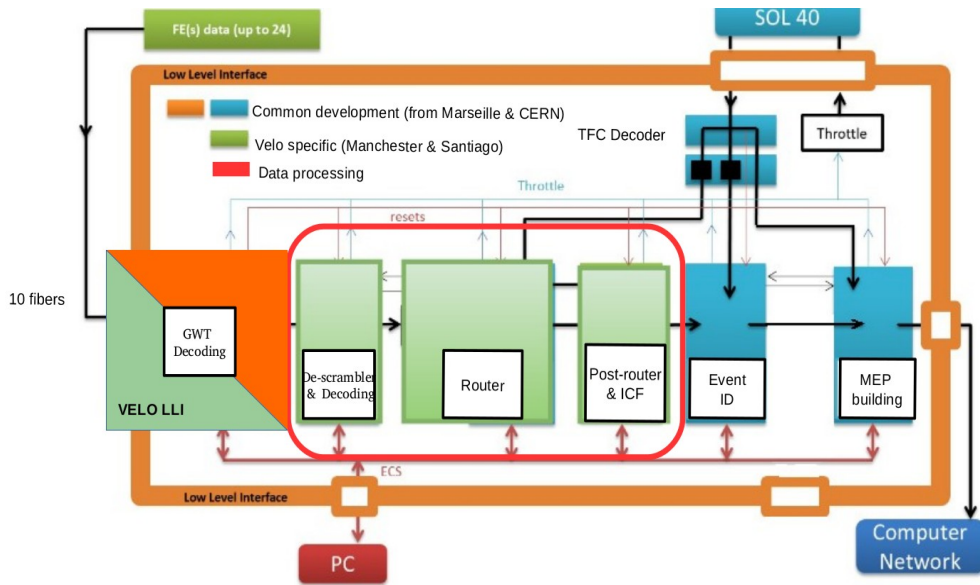 FE(s) data (up to 24)
SOL 40
Low Level Interface
Common development (from Marseille & CERN)
TFC Decoder
Throttle
Velo specific (Manchester & Santiago)
Data processing
Throttle
resets
10 fibers
GWT
Decoding
VELO LLI
De-scrambler
& Decoding
Router
Post-router
& ICF
Event
ID
MEP
building
ECS
Low Level Interface
PC
Computer
Network